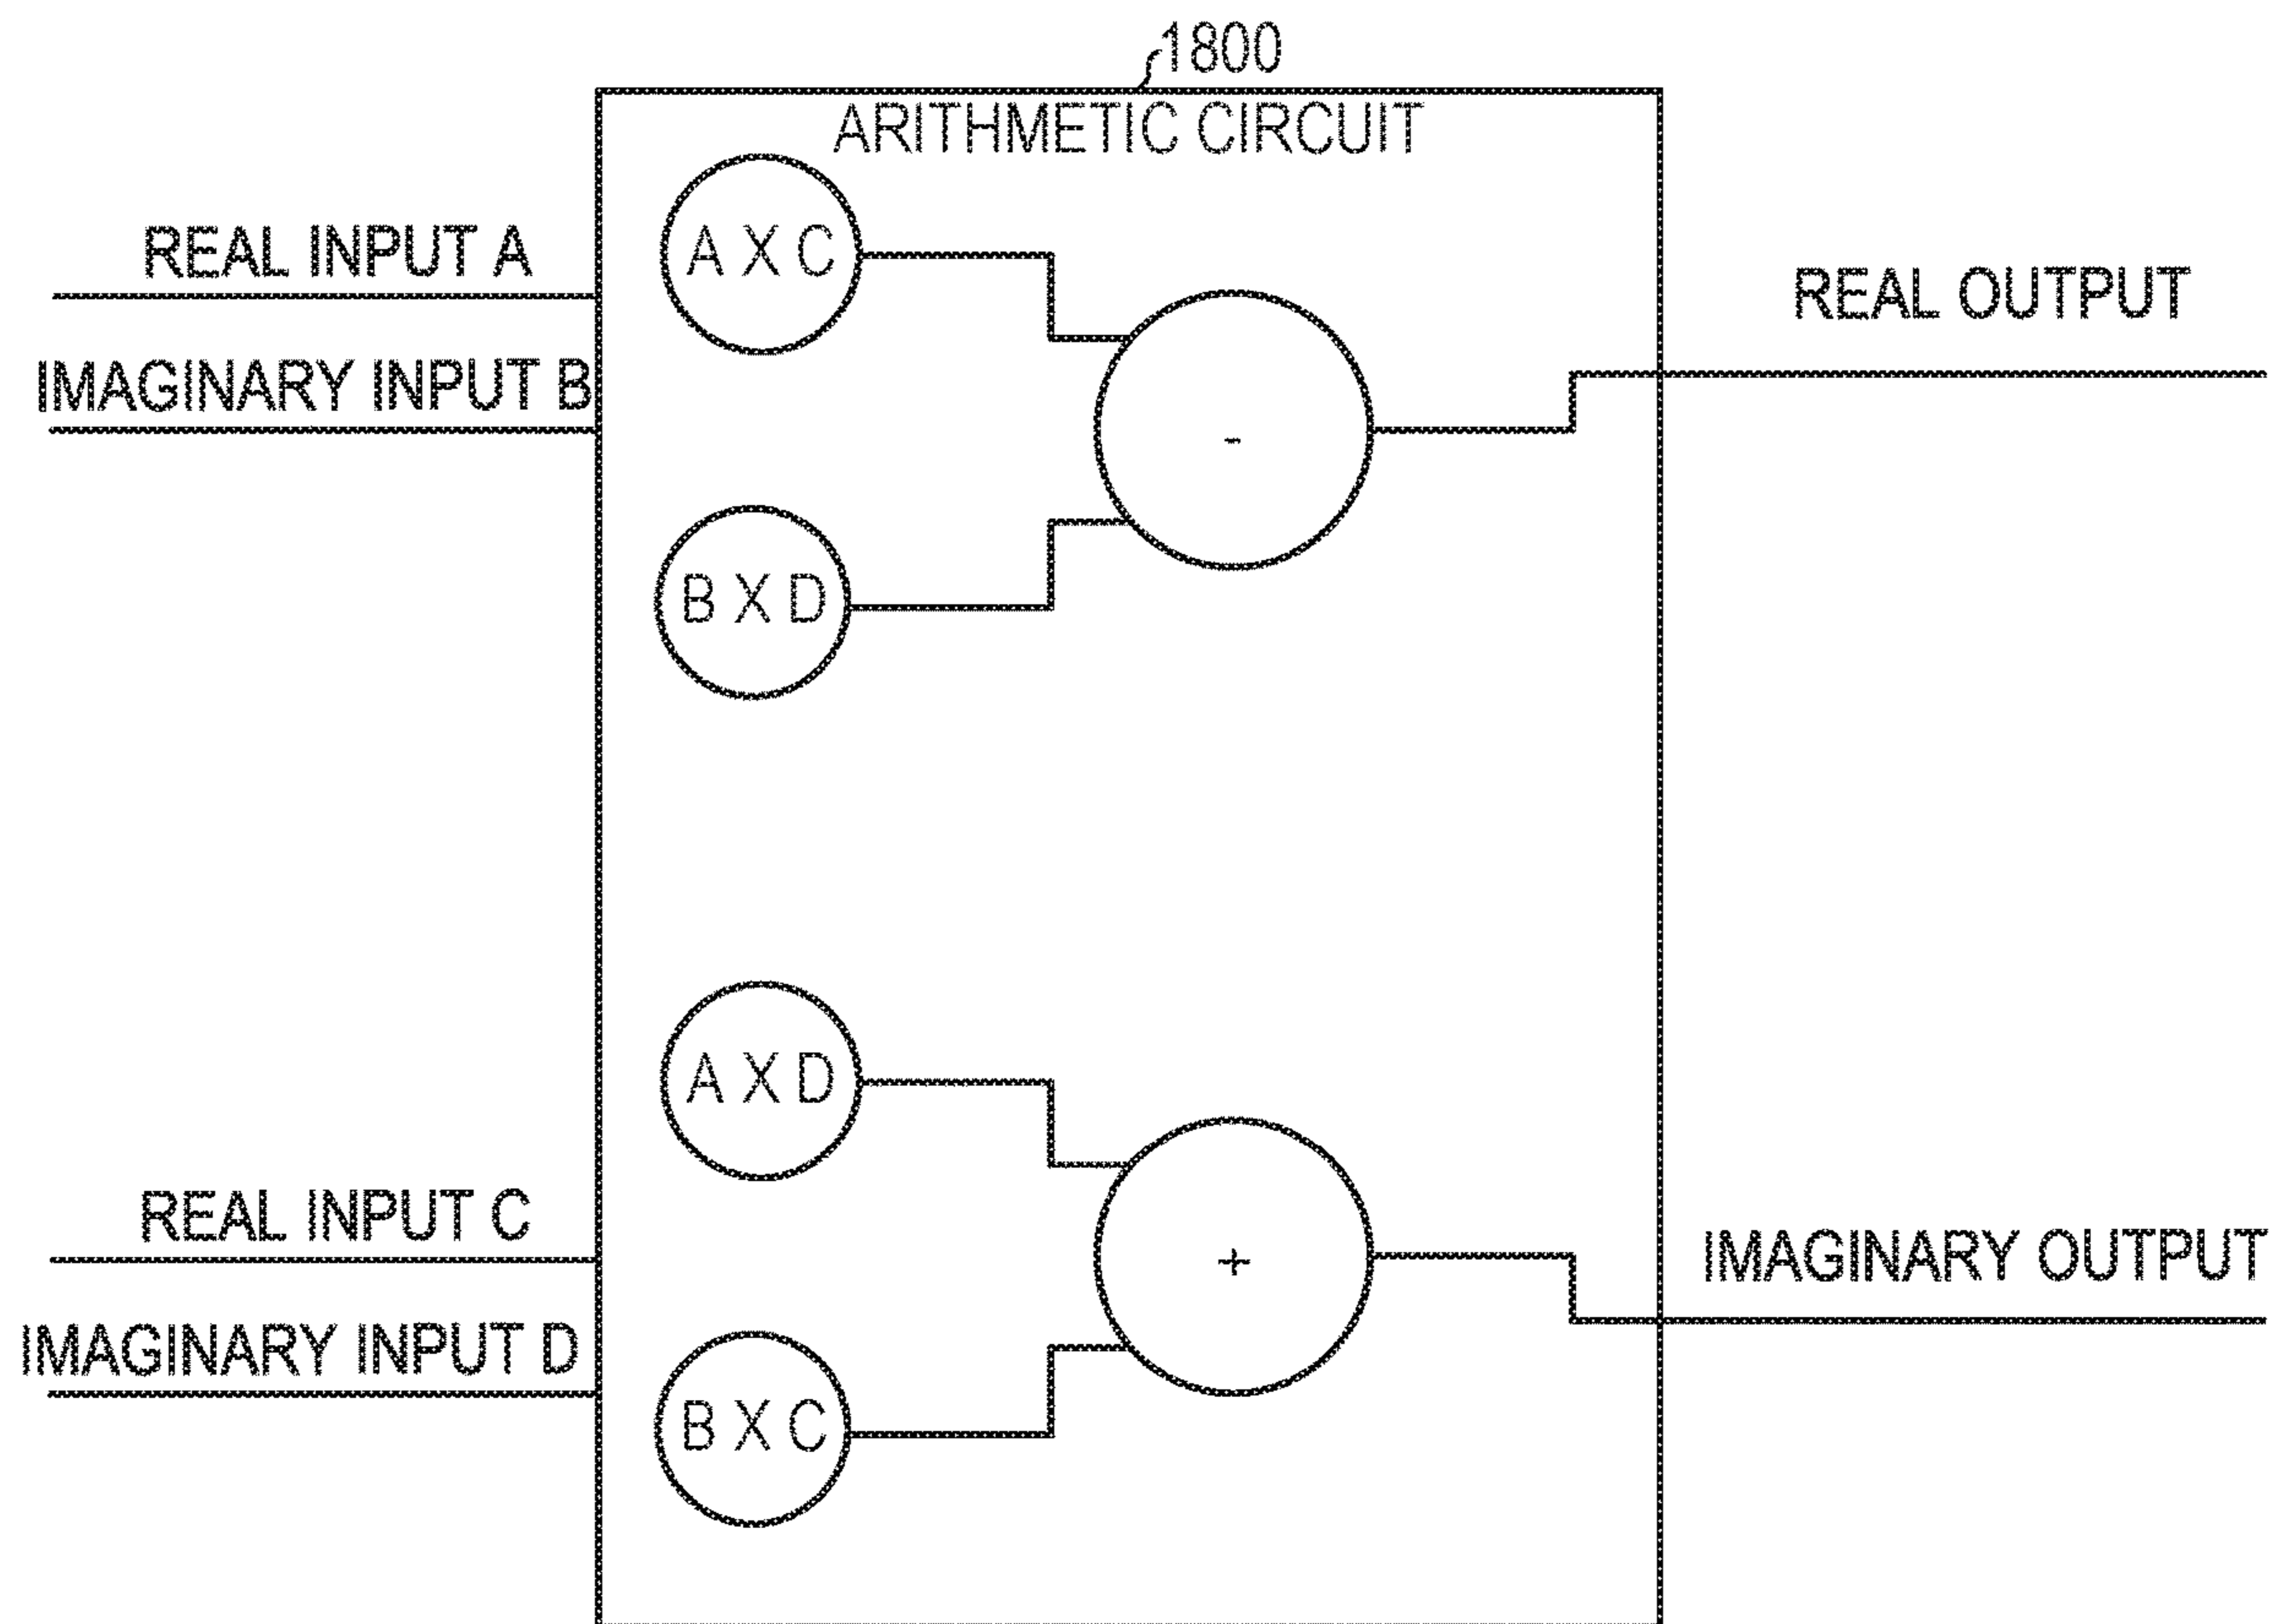 1800
ARITHMETIC CIRCUIT
REAL INPUT A
IMAGINARY INPUT B
A X C
B X D
-
REAL OUTPUT
REAL INPUT C
IMAGINARY INPUT D
A X D
B X C
+
IMAGINARY OUTPUT